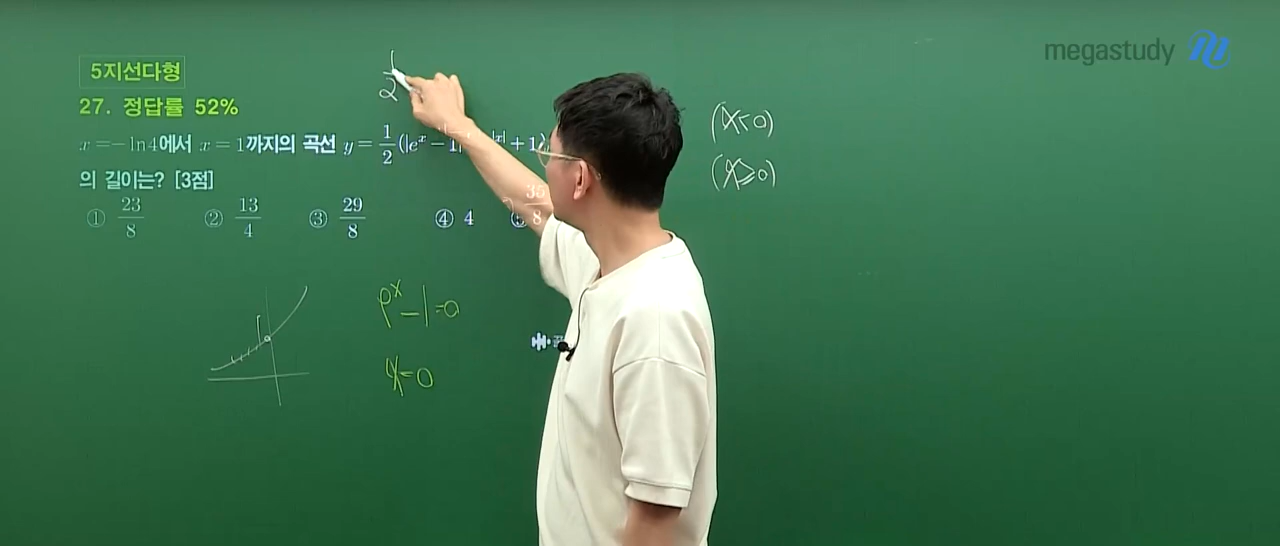 megastudy
5지선다형
27. 정답률 52%
x=-ln4에서 x=1까지의 곡선 y=1/2(|e^x-1| |x|+1)
의 길이는? [3점]
① 23/8 ② 13/4 ③ 29/8 ④ 4 ⑤ 35/8
(x<0)
(x≥0)
e^x-1=0
x=0